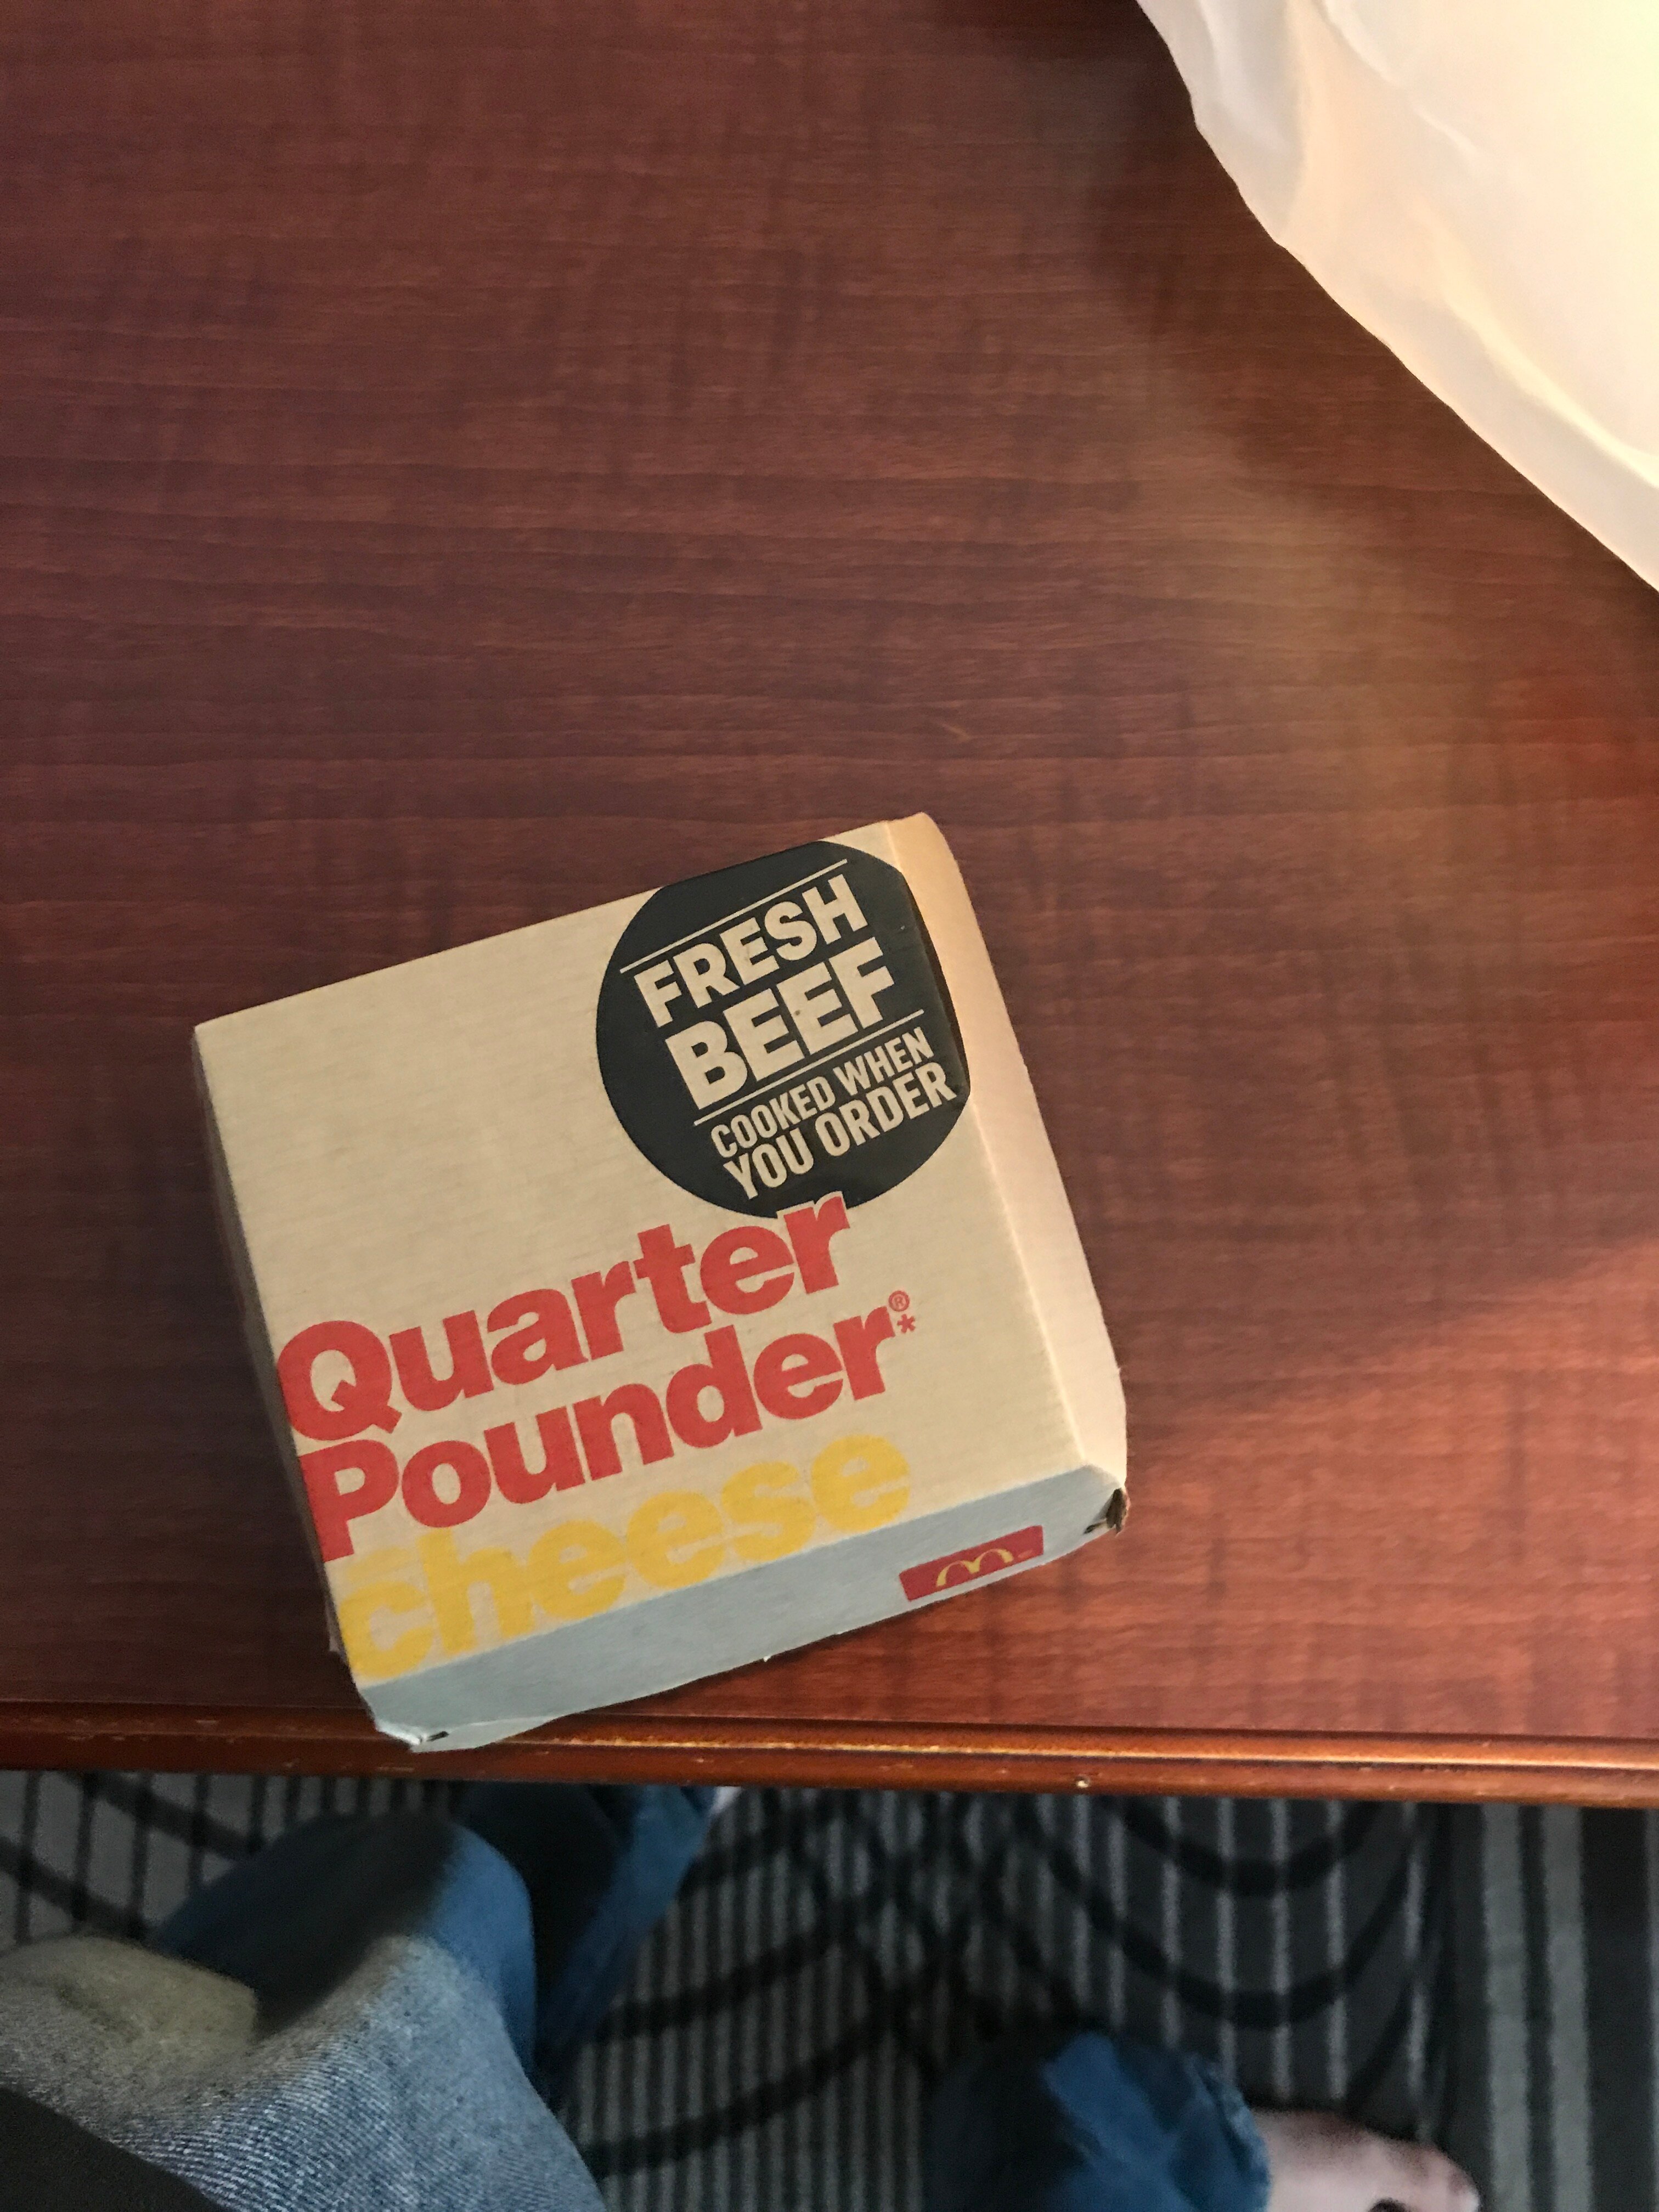 FRESH
BEEF
COOKED WHEN
YOU ORDER
Quarter
Pounder®*
cheese